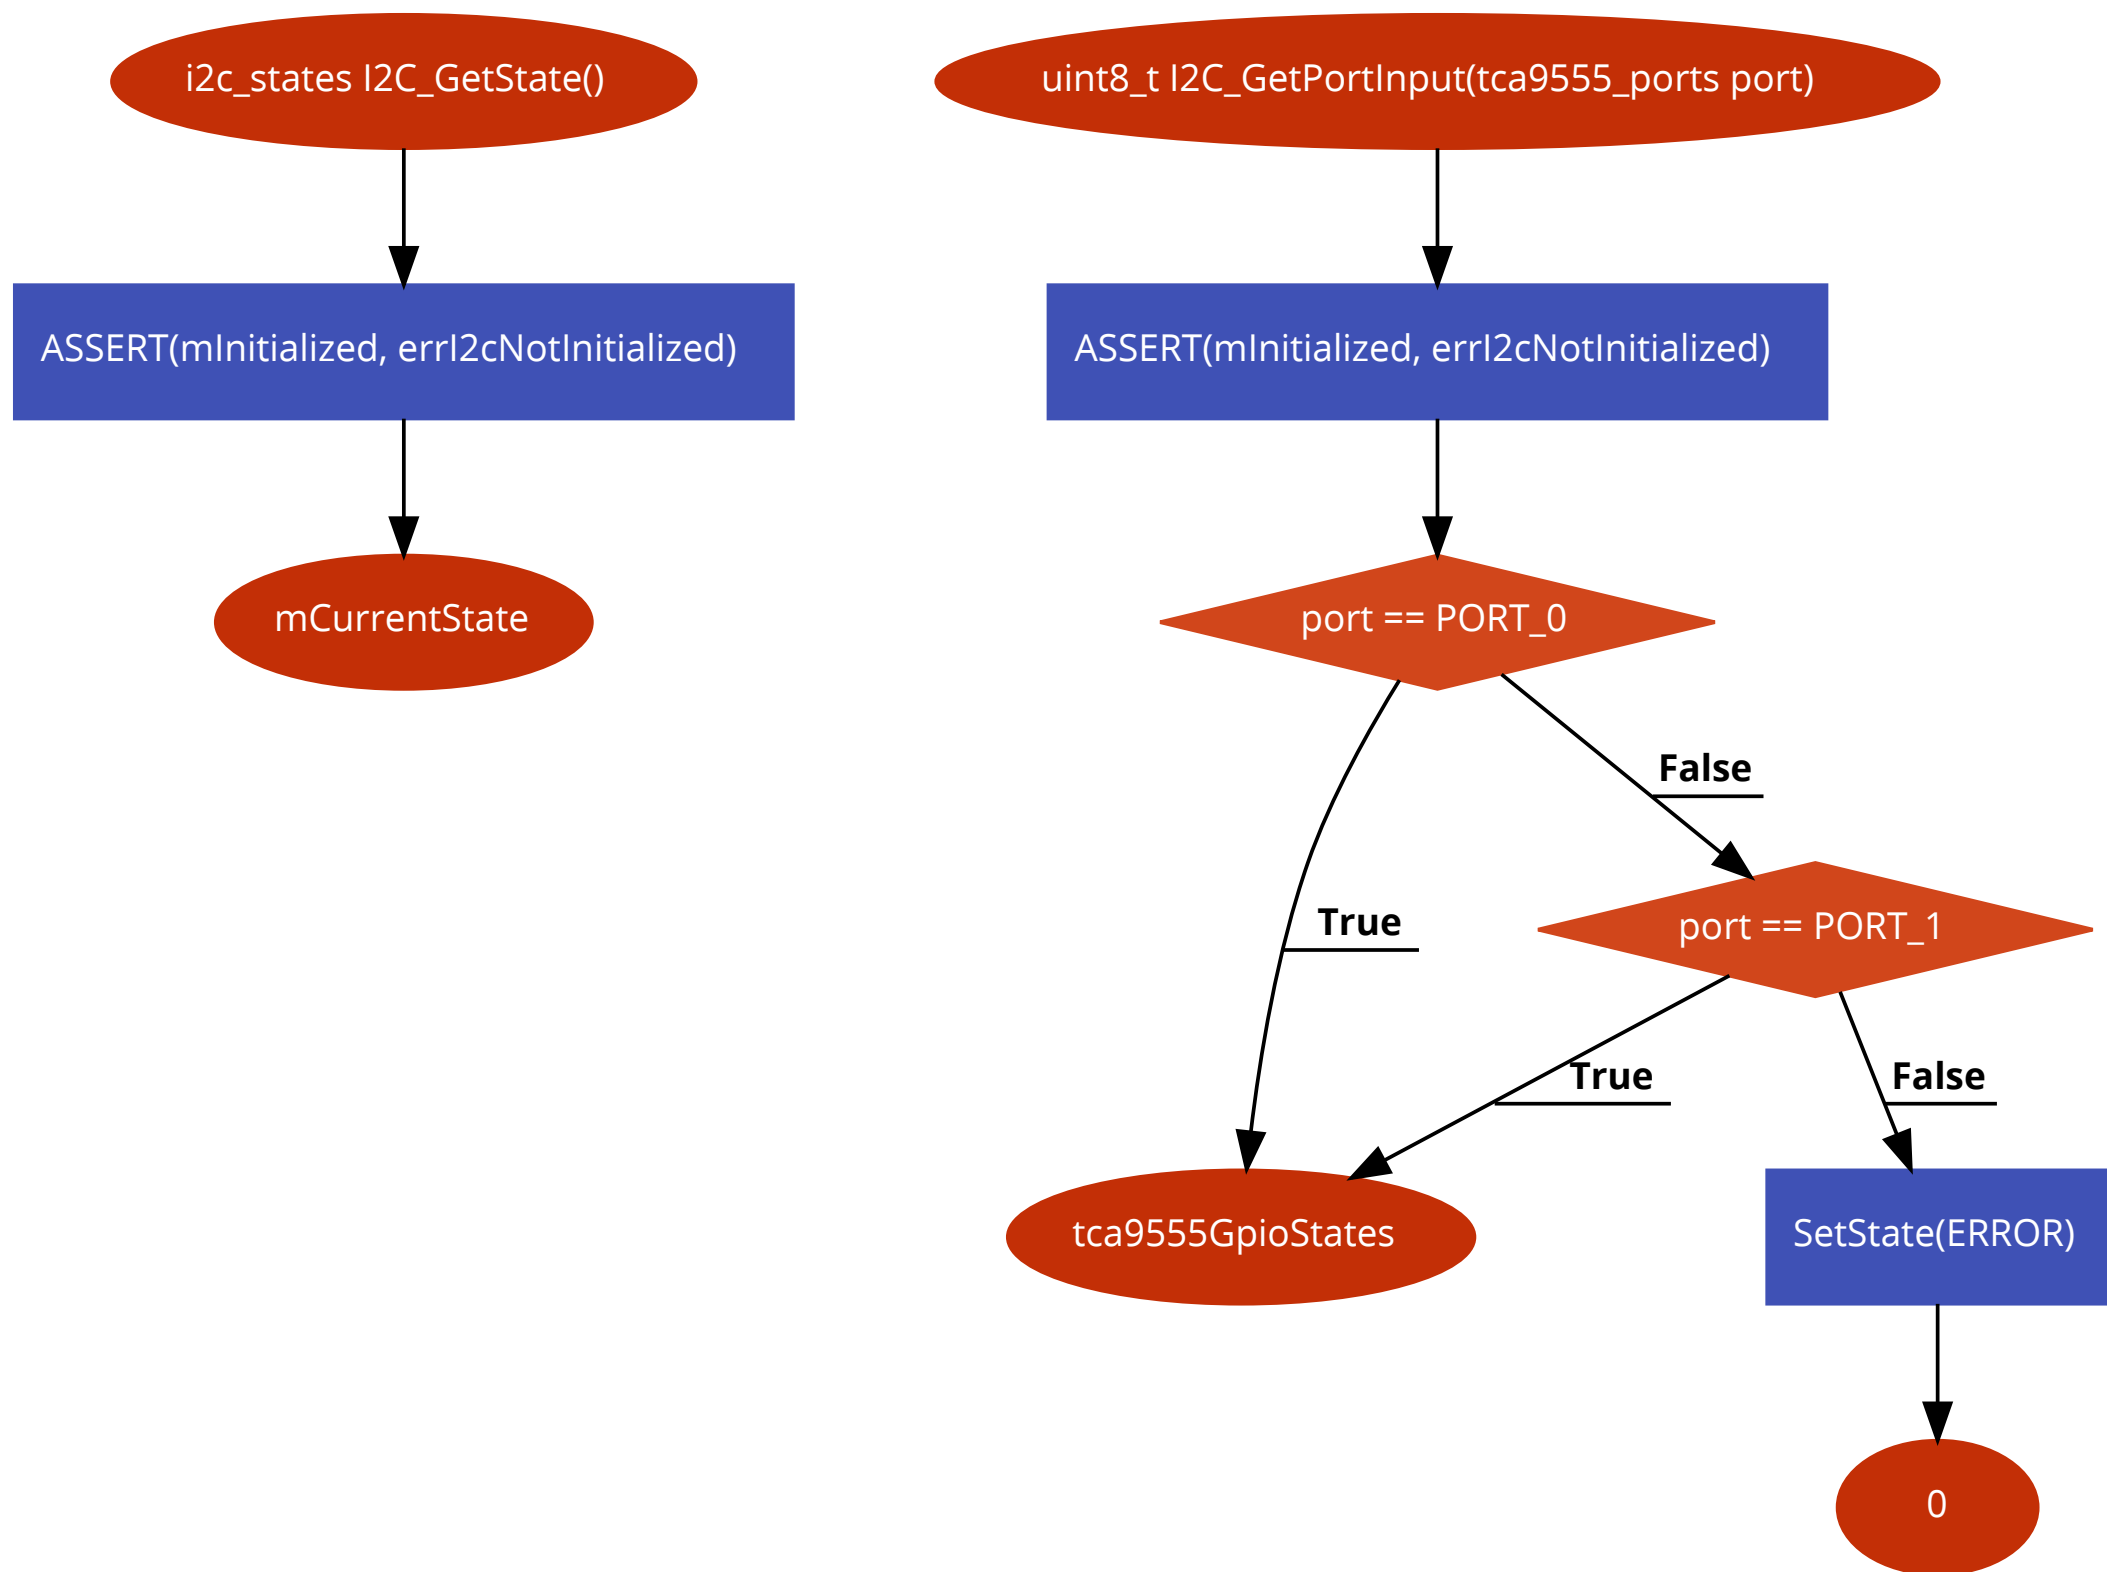 i2c_states I2C_GetState()
ASSERT(mInitialized, errI2cNotInitialized)
mCurrentState
uint8_t I2C_GetPortInput(tca9555_ports port)
ASSERT(mInitialized, errI2cNotInitialized)
port == PORT_0
False
True
port == PORT_1
True
False
tca9555GpioStates
SetState(ERROR)
0